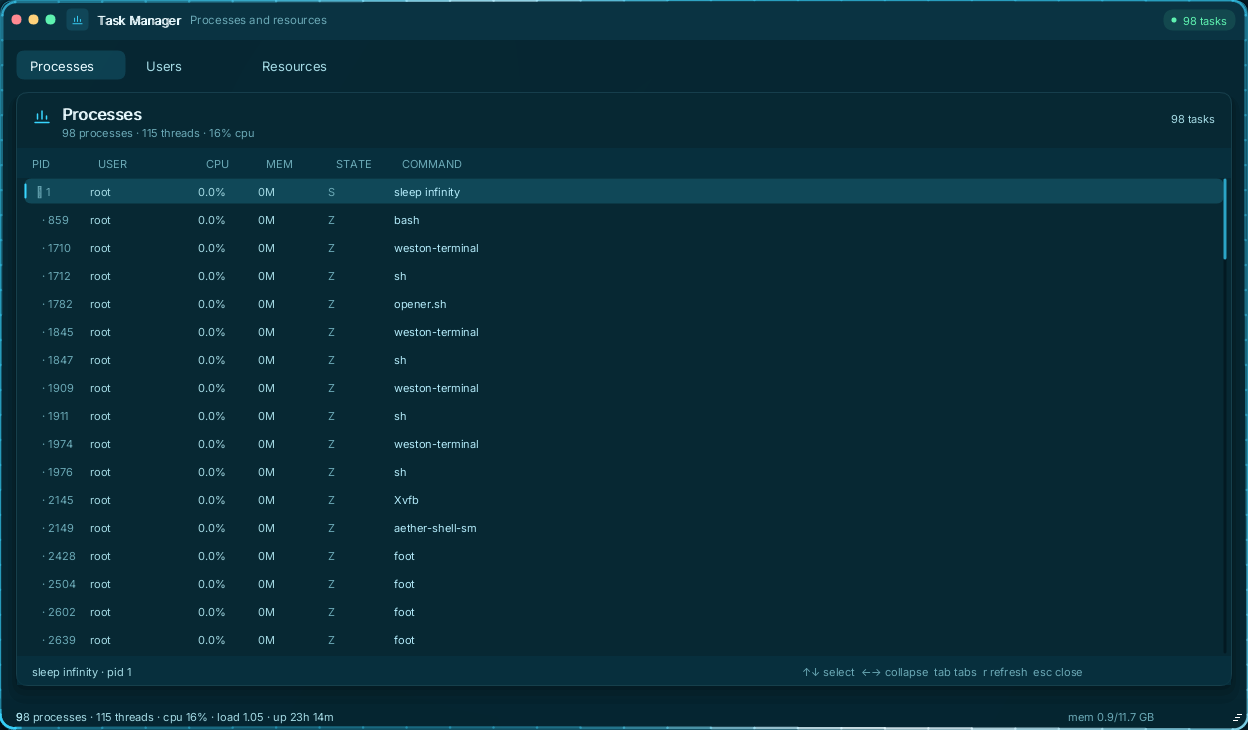 Task Manager Processes and resources 98 tasks
Processes Users Resources
Processes
98 processes · 115 threads · 16% cpu 98 tasks
PID USER CPU MEM STATE COMMAND
1 root 0.0% 0M S sleep infinity
· 859 root 0.0% 0M Z bash
· 1710 root 0.0% 0M Z weston-terminal
· 1712 root 0.0% 0M Z sh
· 1782 root 0.0% 0M Z opener.sh
· 1845 root 0.0% 0M Z weston-terminal
· 1847 root 0.0% 0M Z sh
· 1909 root 0.0% 0M Z weston-terminal
· 1911 root 0.0% 0M Z sh
· 1974 root 0.0% 0M Z weston-terminal
· 1976 root 0.0% 0M Z sh
· 2145 root 0.0% 0M Z Xvfb
· 2149 root 0.0% 0M Z aether-shell-sm
· 2428 root 0.0% 0M Z foot
· 2504 root 0.0% 0M Z foot
· 2602 root 0.0% 0M Z foot
· 2639 root 0.0% 0M Z foot
sleep infinity · pid 1 ↑↓ select ←→ collapse tab tabs r refresh esc close
98 processes · 115 threads · cpu 16% · load 1.05 · up 23h 14m mem 0.9/11.7 GB